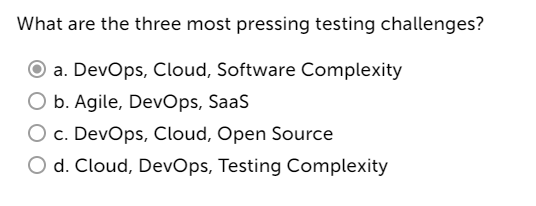 What are the three most pressing testing challenges?
a. DevOps, Cloud, Software Complexity
b. Agile, DevOps, SaaS
c. DevOps, Cloud, Open Source
d. Cloud, DevOps, Testing Complexity